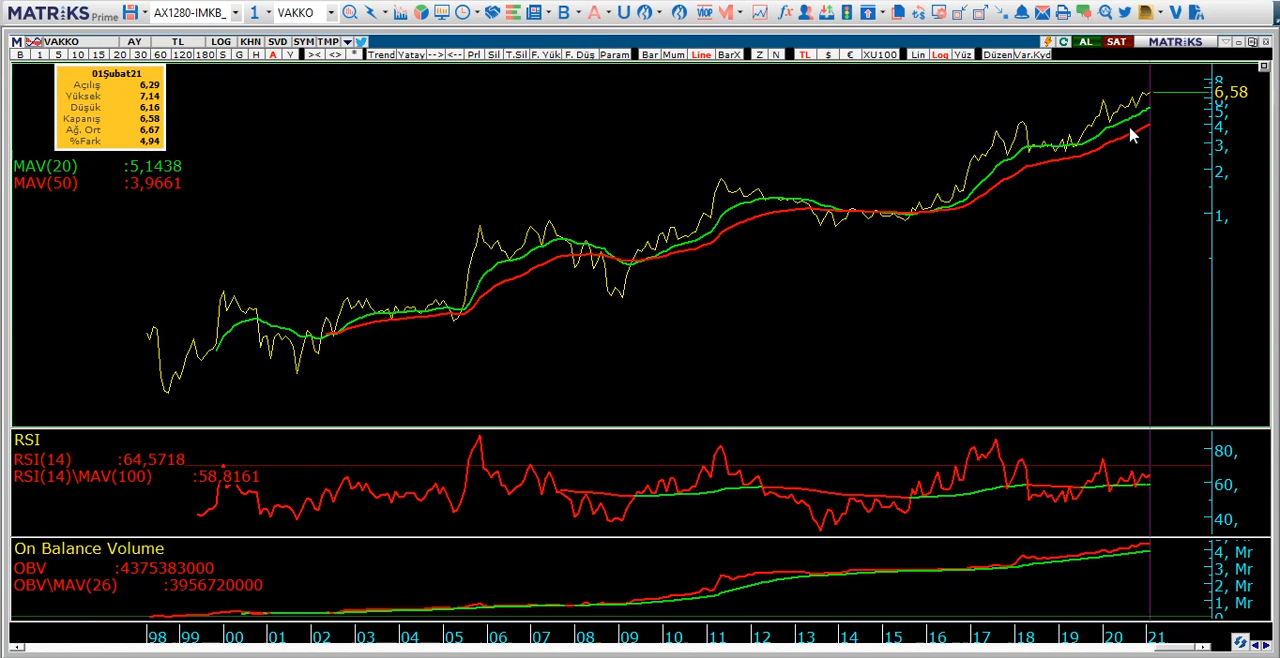 MATRİKS Prime AX1280-IMKB_ 1 VAKKO B A U VIOP M fx V
M VAKKO AY TL LOG KHN SVD SYM TMP AL SAT MATRİKS
B 1 5 10 15 20 30 60 120 180 S G H A Y >< <> * Trend Yatay --> <-- Prl Sil T.Sil F. Yük F. Düş Param Bar Mum Line BarX Z N TL $ € XU100 Lin Log Yüz Düzen Var.Kyd
01Şubat21
Açılış 6,29
Yüksek 7,14
Düşük 6,16
Kapanış 6,58
Ağ. Ort 6,67
%Fark 4,94
MAV(20) :5,1438
MAV(50) :3,9661
8
6,58
5,
4,
3,
2,
1,
RSI
RSI(14) :64,5718
RSI(14)\MAV(100) :58,8161
80,
60,
40,
On Balance Volume
OBV :4375383000
OBV\MAV(26) :3956720000
4, Mr
3, Mr
2, Mr
1, Mr
98 99 00 01 02 03 04 05 06 07 08 09 10 11 12 13 14 15 16 17 18 19 20 21